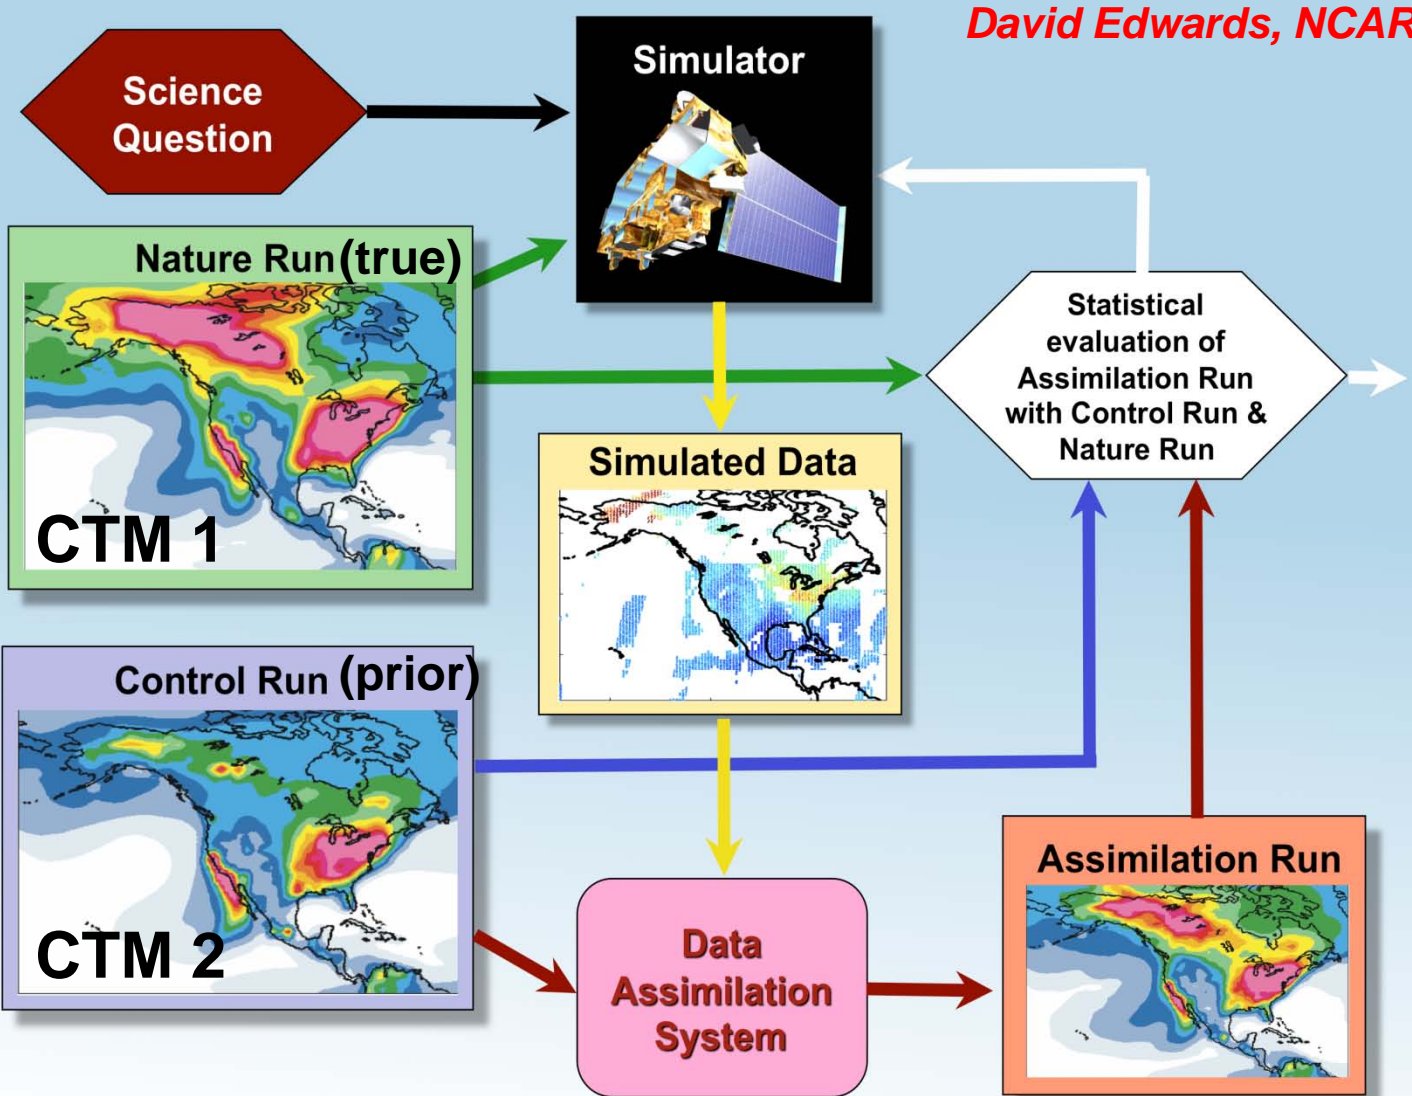 David Edwards, NCAR
Science
Question
Simulator
Nature Run (true)
CTM 1
Statistical
evaluation of
Assimilation Run
with Control Run &
Nature Run
Simulated Data
Control Run (prior)
CTM 2
Data
Assimilation
System
Assimilation Run